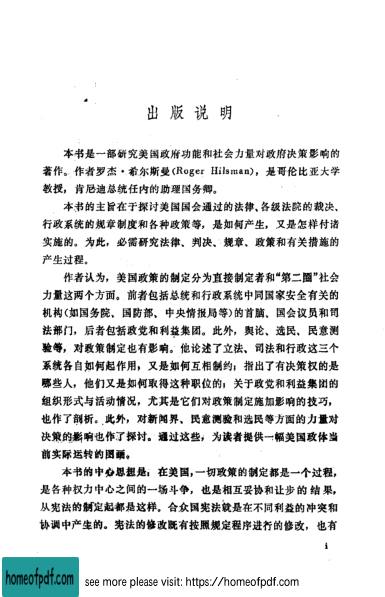 出版说明
本书是一部研究美国政府功能和社会力量对政府决策影响的
著作。作者罗杰·希尔斯曼(Roger Hilsman),是哥伦比亚大学
教授,肯尼迪总统任内的助理国务卿。
本书的主旨在于探讨美国国会通过的法律、各级法院的裁决、
行政系统的规章制度和各种政策等,是如何产生,又是怎样付诸
实施的。为此,必需研究法律、判决、规章、政策和有关措施的
产生过程。
作者认为,美国政策的制定分为直接制定者和“第二圈”社会
力量这两个方面。前者包括总统和行政系统中同国家安全有关的
机构(如国务院、国防部、中央情报局等)的首脑、国会议员和司
法部门,后者包括政党和利益集团。此外,舆论、选民、民意测
验等,对政策制定也有影响。他论述了立法、司法和行政这三个
系统各自如何起作用,又是如何互相制约;指出了有决策权的是
哪些人,他们又是如何取得这种职位的;关于政党和利益集团的
组织形式与活动情况,尤其是它们对政策制定施加影响的技巧,
也作了剖析。此外,对新闻界、民意测验和选民等方面的力量对
决策的影响也作了探讨。通过这些,为读者提供一幅美国政体当
前实际运转的图画。
本书的中心思想是:在美国,一切政策的制定都是一个过程,
是各种权力中心之间的一场斗争,也是相互妥协和让步的结果,
从宪法的制定起都是这样。合众国宪法就是在不同利益的冲突和
协调中产生的。宪法的修改既有按照规定程序进行的修改,也有
i
homeofpdf.com
see more please visit: https://homeofpdf.com